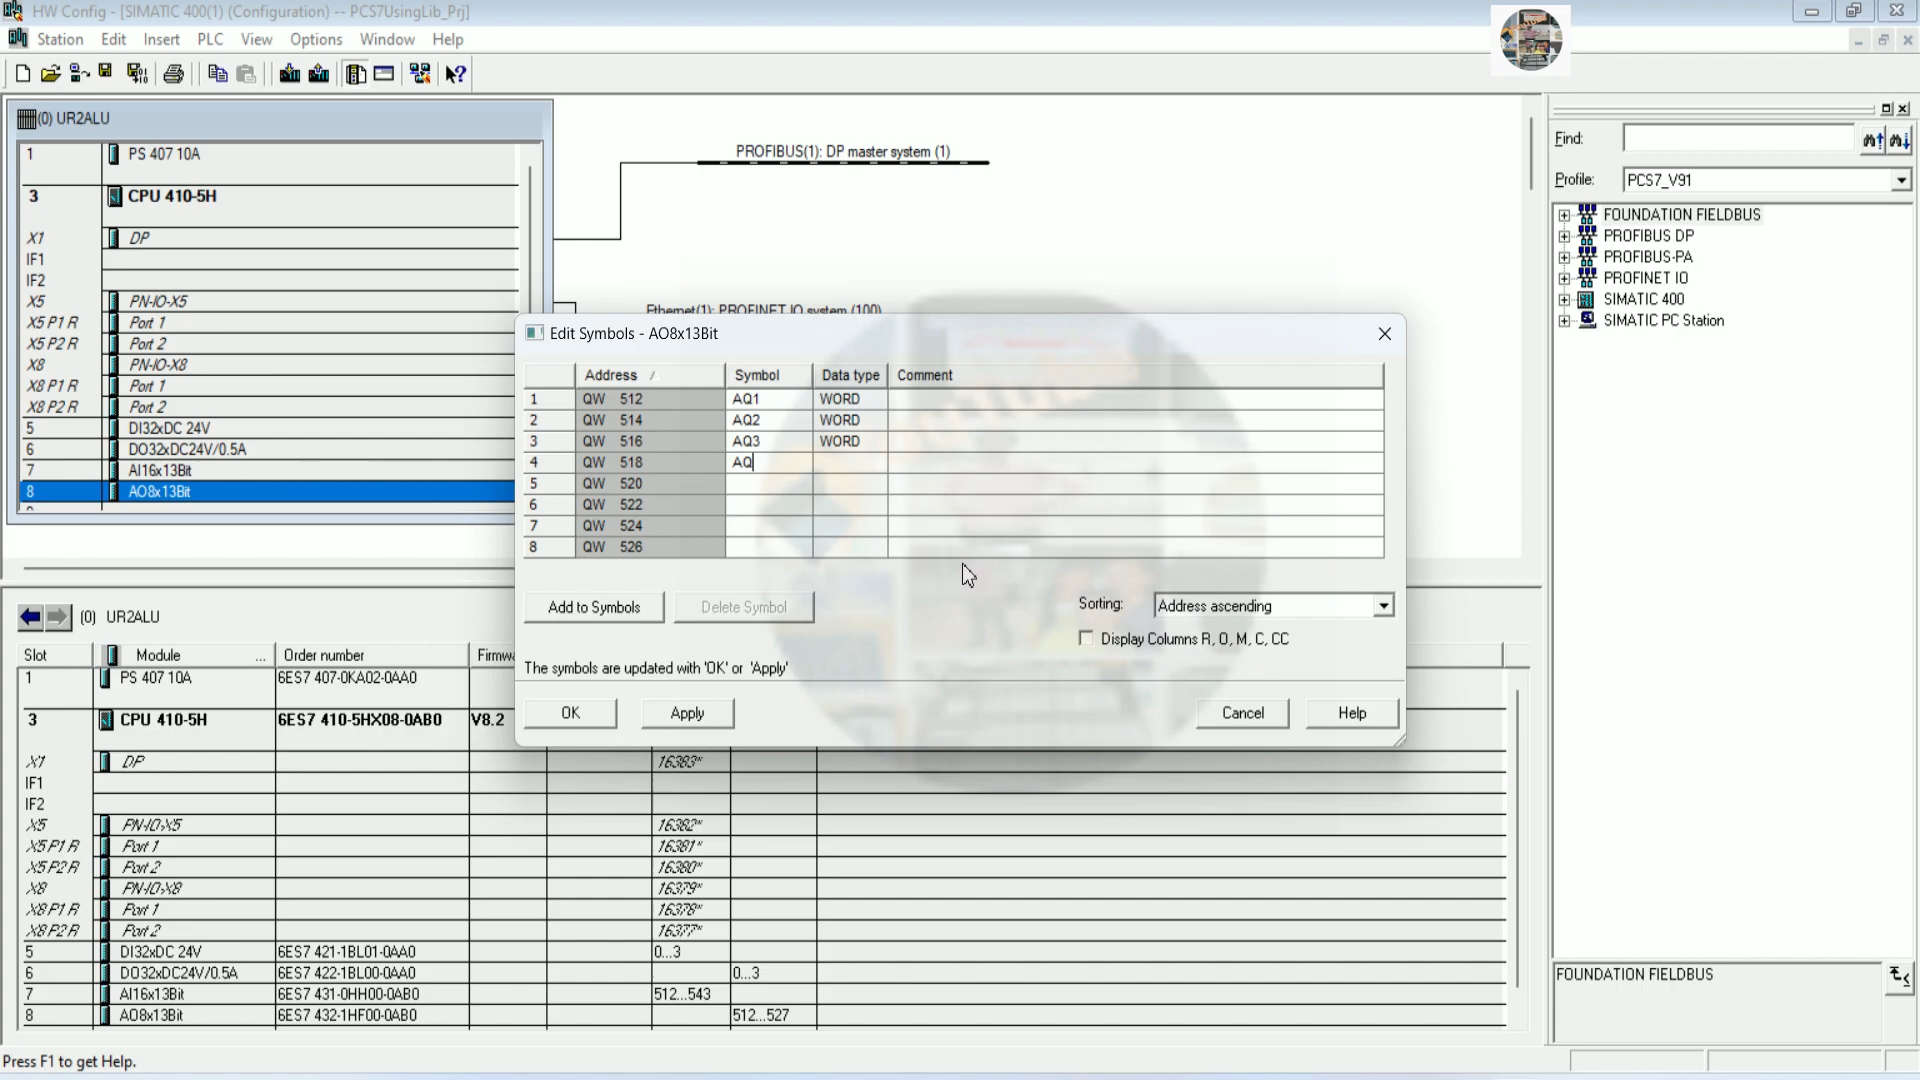 HW Config - [SIMATIC 400(1) (Configuration) -- PCS7UsingLib_Prj]
Station Edit Insert PLC View Options Window Help
(0) UR2ALU
1 PS 407 10A
3 CPU 410-5H
X1 DP
IF1
IF2
X5 PN-IO-X5
X5 P1 R Port 1
X5 P2 R Port 2
X8 PN-IO-X8
X8 P1 R Port 1
X8 P2 R Port 2
5 DI32xDC 24V
6 DO32xDC24V/0.5A
7 AI16x13Bit
8 AO8x13Bit
PROFIBUS(1): DP master system (1)
Ethernet(1): PROFINET IO system (100)
Edit Symbols - AO8x13Bit
Address / Symbol Data type Comment
1 QW 512 AQ1 WORD
2 QW 514 AQ2 WORD
3 QW 516 AQ3 WORD
4 QW 518 AQ
5 QW 520
6 QW 522
7 QW 524
8 QW 526
Add to Symbols Delete Symbol
Sorting: Address ascending
Display Columns R, O, M, C, CC
The symbols are updated with 'OK' or 'Apply'
OK Apply Cancel Help
Find:
Profile: PCS7_V91
FOUNDATION FIELDBUS
PROFIBUS DP
PROFIBUS-PA
PROFINET IO
SIMATIC 400
SIMATIC PC Station
FOUNDATION FIELDBUS
(0) UR2ALU
Slot Module ... Order number Firmw
1 PS 407 10A 6ES7 407-0KA02-0AA0
3 CPU 410-5H 6ES7 410-5HX08-0AB0 V8.2
X1 DP 16383*
IF1
IF2
X5 PN-IO-X5 16382*
X5 P1 R Port 1 16381*
X5 P2 R Port 2 16380*
X8 PN-IO-X8 16379*
X8 P1 R Port 1 16378*
X8 P2 R Port 2 16377*
5 DI32xDC 24V 6ES7 421-1BL01-0AA0 0...3
6 DO32xDC24V/0.5A 6ES7 422-1BL00-0AA0 0...3
7 AI16x13Bit 6ES7 431-0HH00-0AB0 512...543
8 AO8x13Bit 6ES7 432-1HF00-0AB0 512...527
Press F1 to get Help.